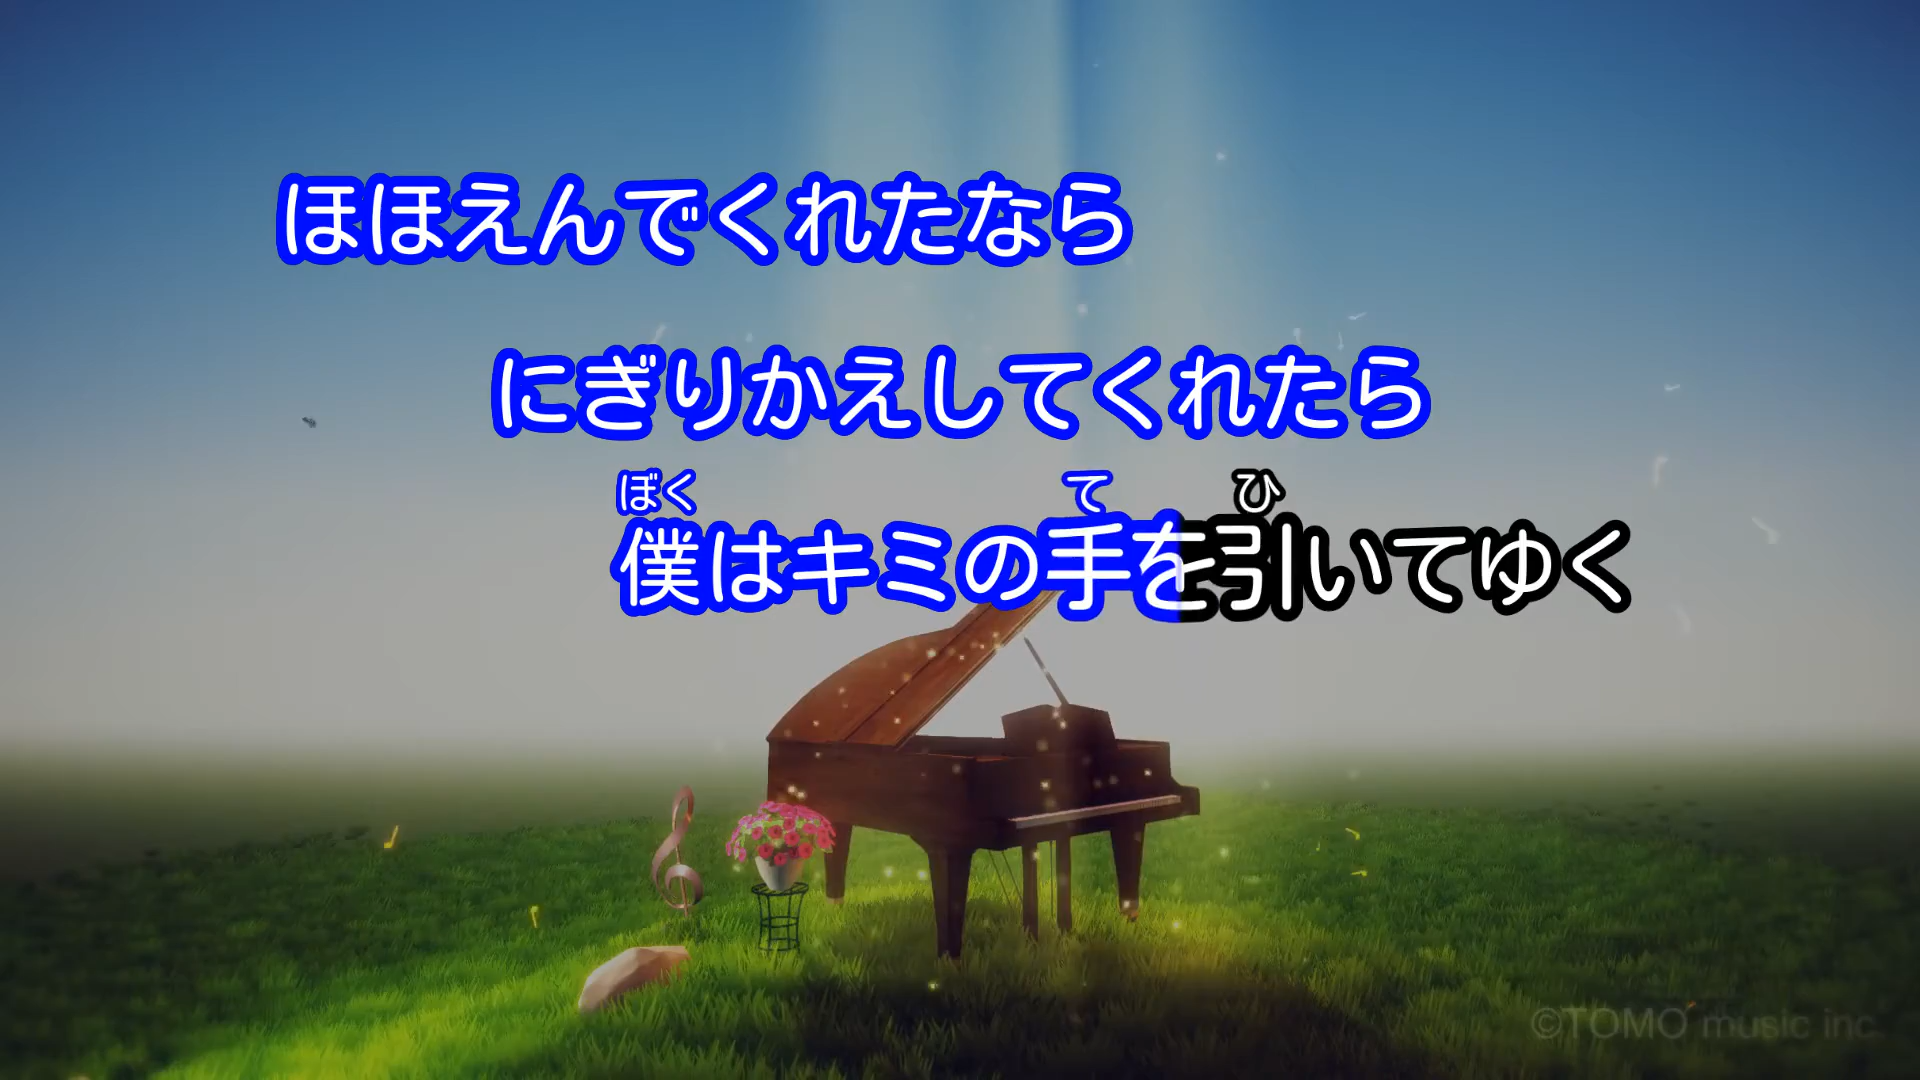 ほほえんでくれたなら
にぎりかえしてくれたら
ぼく て ひ
僕はキミの手を引いてゆく
©TOMO music inc